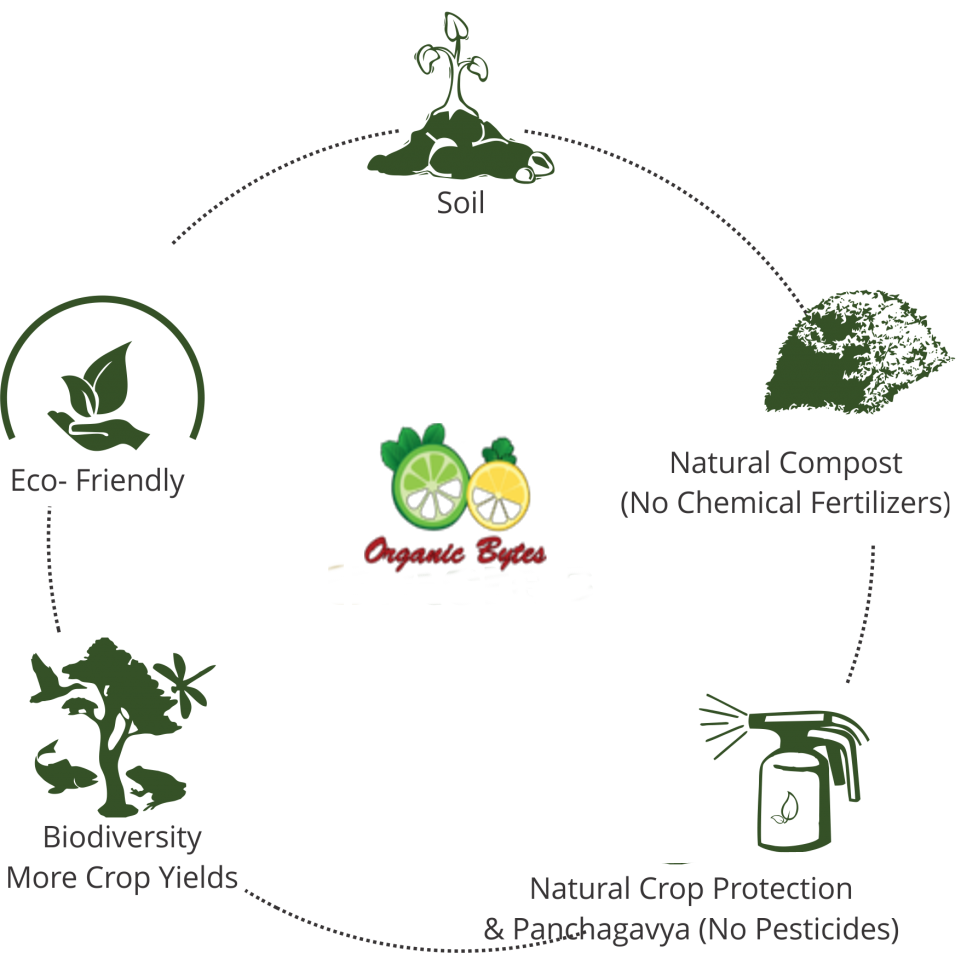 Soil
Natural Compost
(No Chemical Fertilizers)
Eco- Friendly
Organic Bytes
Biodiversity
More Crop Yields
Natural Crop Protection
& Panchagavya (No Pesticides)